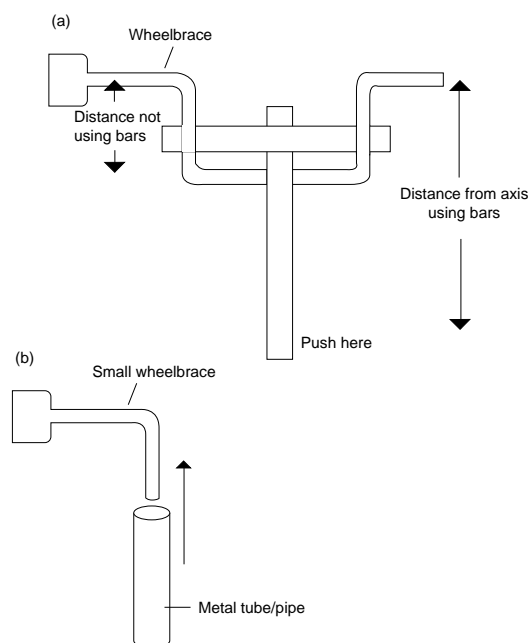 (a)
Wheelbrace
Distance not
using bars
Distance from axis
using bars
Push here
(b)
Small wheelbrace
Metal tube/pipe